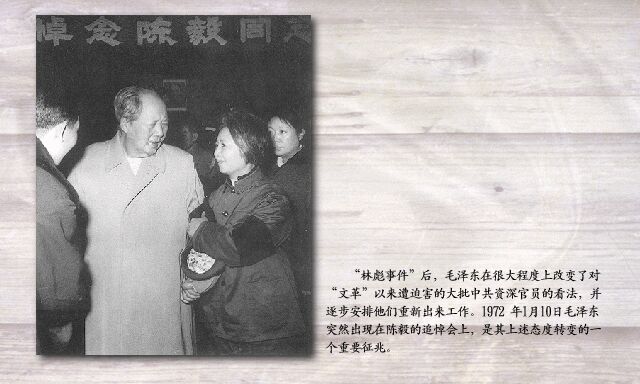 悼念陈毅同志
“林彪事件”后，毛泽东在很大程度上改变了对
“文革”以来遭迫害的大批中共资深官员的看法，并
逐步安排他们重新出来工作。1972 年1月10日毛泽东
突然出现在陈毅的追悼会上，是其上述态度转变的一
个重要征兆。